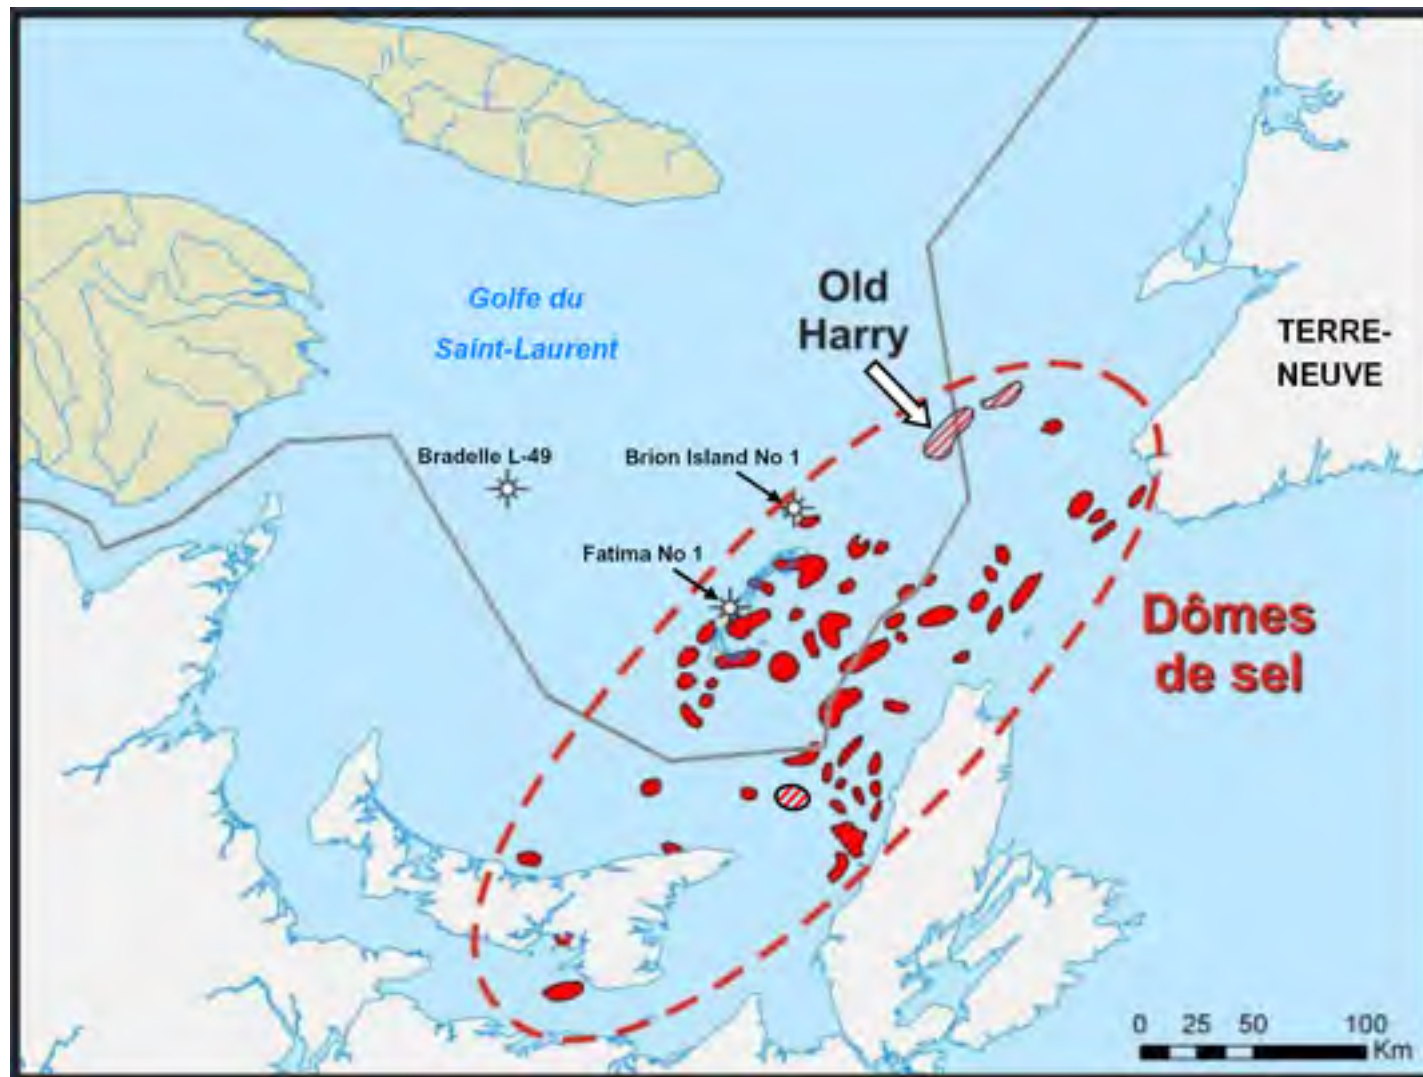 Old
Harry
Golfe du
Saint-Laurent
TERRE-
NEUVE
Bradelle L-49
Brion Island No 1
Fatima No 1
Dômes
de sel
0 25 50 100
Km